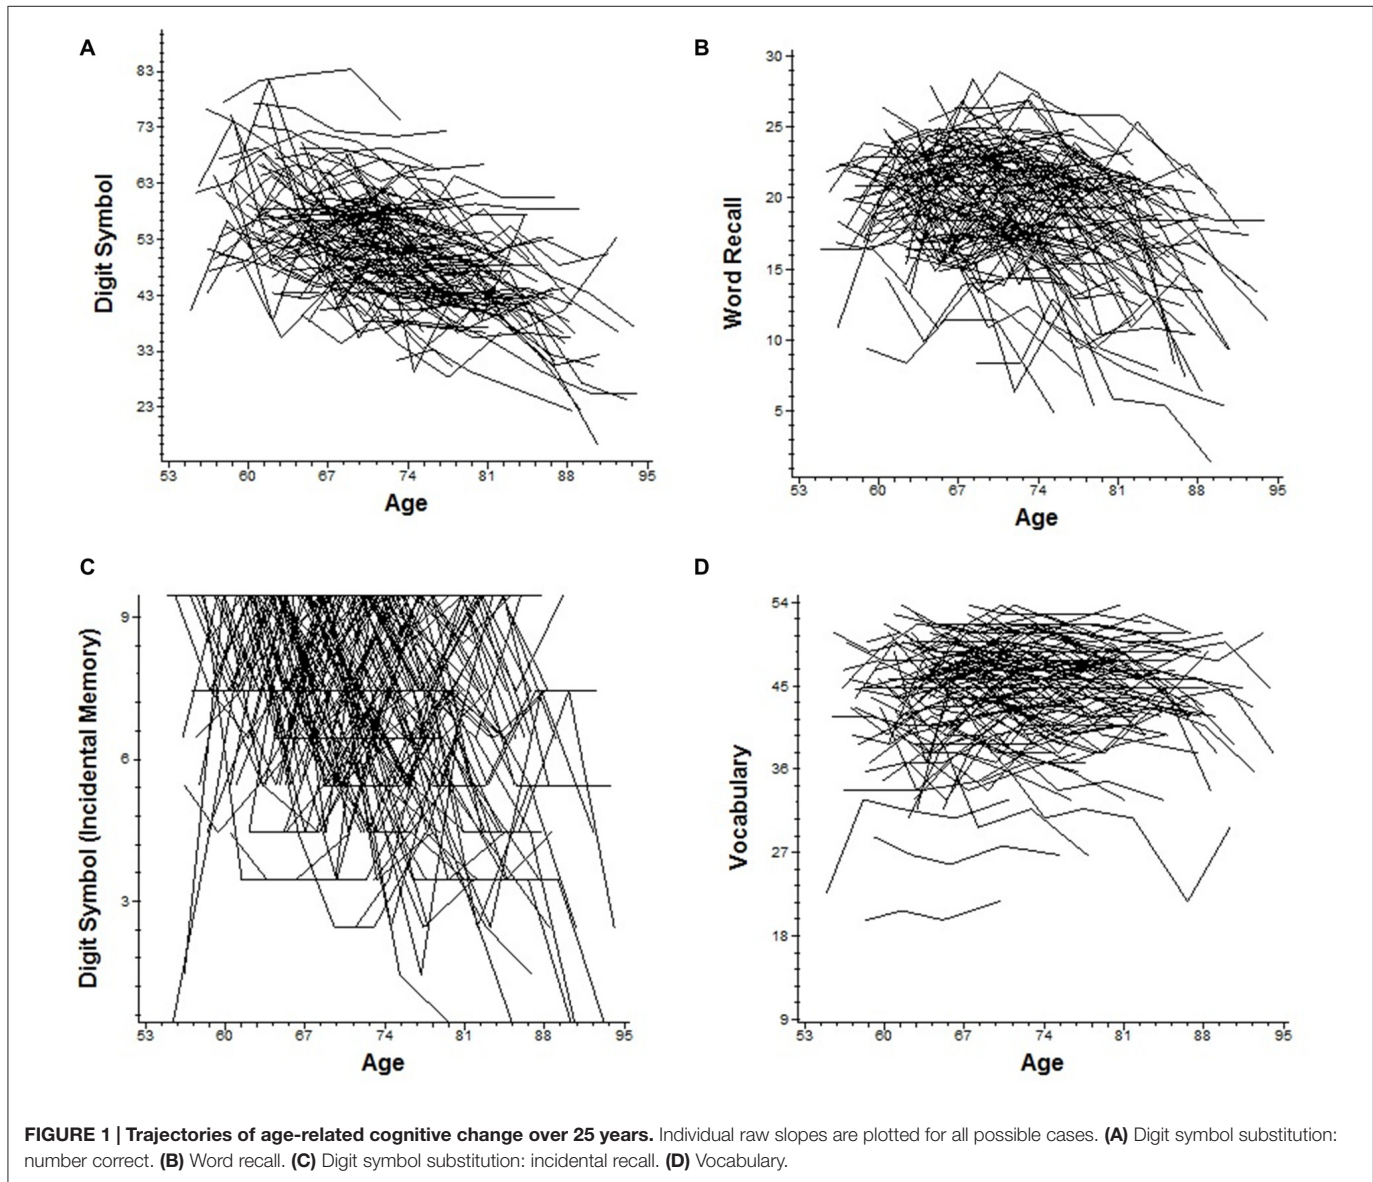 A
83
73
63
53
43
33
23
Digit Symbol
53 60 67 74 81 88 95
Age
B
30
25
20
15
10
5
Word Recall
53 60 67 74 81 88 95
Age
C
9
6
3
Digit Symbol (Incidental Memory)
53 60 67 74 81 88 95
Age
D
54
45
36
27
18
9
Vocabulary
53 60 67 74 81 88 95
Age
FIGURE 1 | Trajectories of age-related cognitive change over 25 years. Individual raw slopes are plotted for all possible cases. (A) Digit symbol substitution:
number correct. (B) Word recall. (C) Digit symbol substitution: incidental recall. (D) Vocabulary.